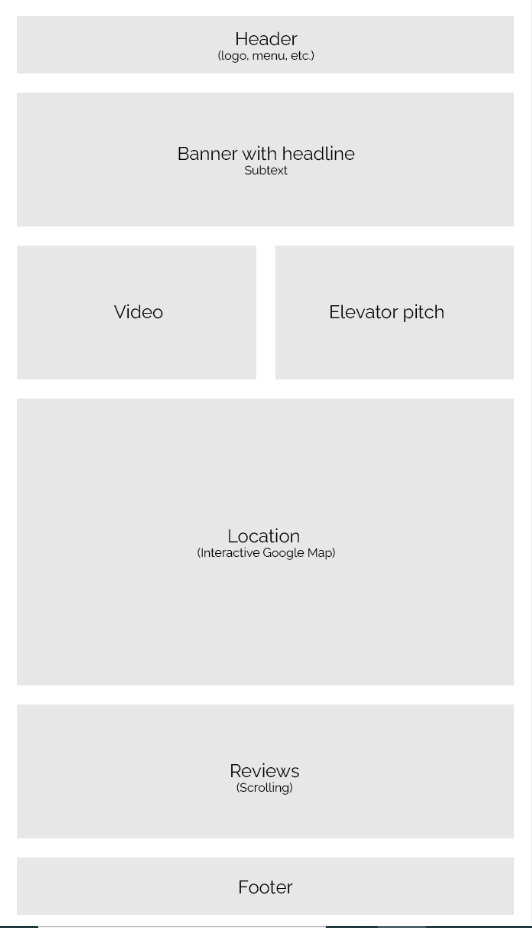 Header
(logo, menu, etc.)
Banner with headline
Subtext
Video
Elevator pitch
Location
(Interactive Google Map)
Reviews
(Scrolling)
Footer